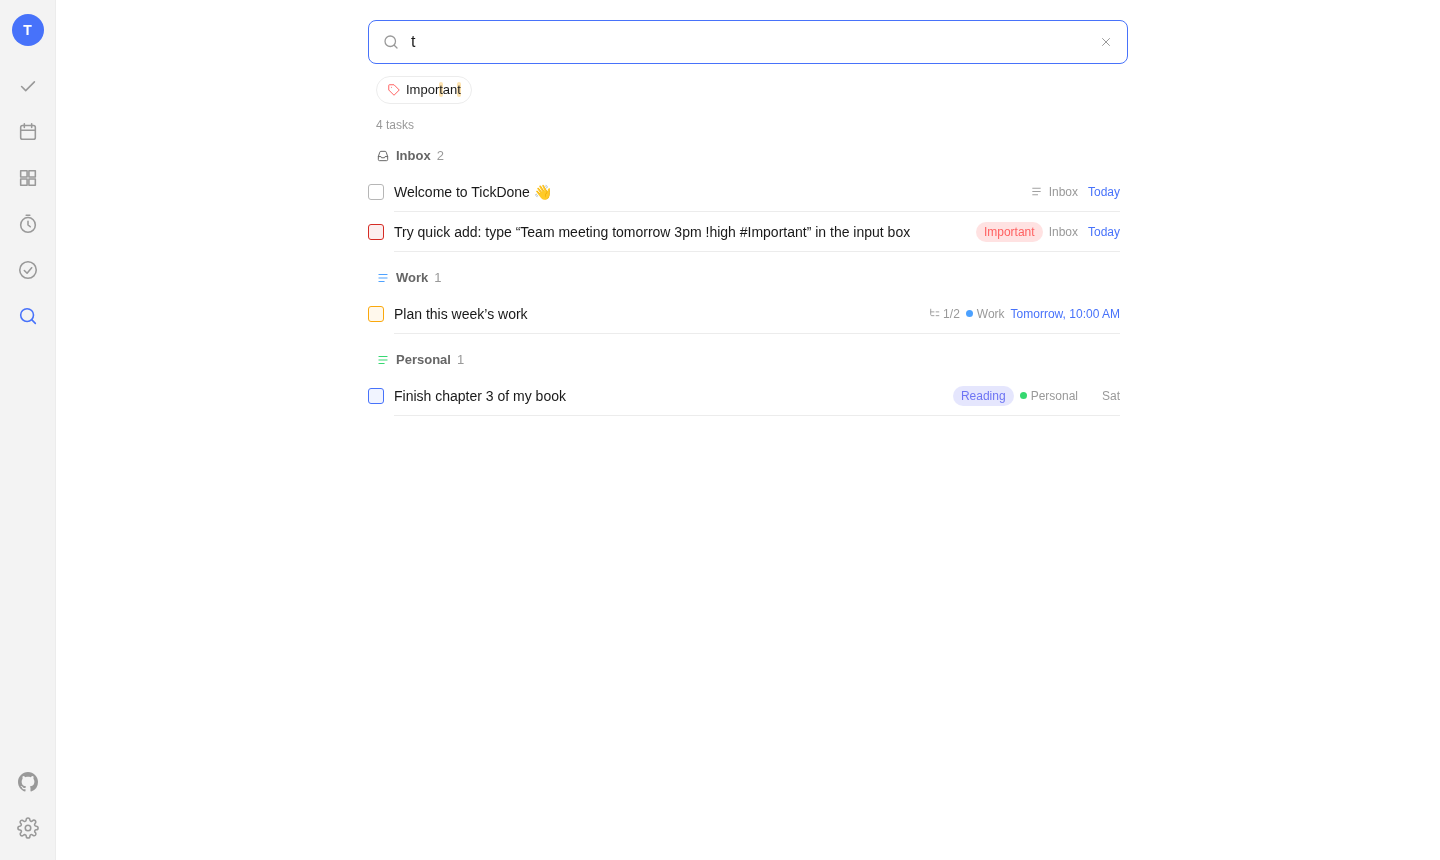 T
t
Important
4 tasks
Inbox 2
Welcome to TickDone 👋 Inbox Today
Try quick add: type “Team meeting tomorrow 3pm !high #Important” in the input box Important Inbox Today
Work 1
Plan this week’s work 1/2 Work Tomorrow, 10:00 AM
Personal 1
Finish chapter 3 of my book Reading Personal Sat